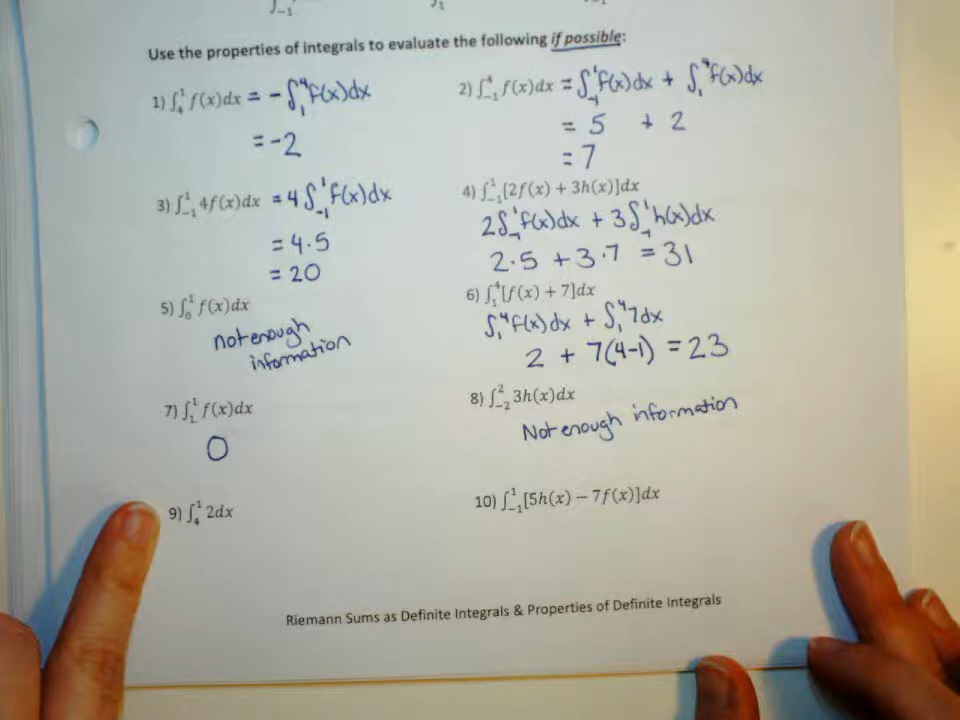 Use the properties of integrals to evaluate the following if possible:
1) ∫₄¹ f(x)dx = -∫₁⁴ f(x)dx
= -2
2) ∫₋₁⁴ f(x)dx = ∫₋₁¹ f(x)dx + ∫₁⁴ f(x)dx
= 5 + 2
= 7
3) ∫₋₁¹ 4f(x)dx = 4∫₋₁¹ f(x)dx
= 4·5
= 20
4) ∫₋₁¹ [2f(x) + 3h(x)]dx
2∫₋₁¹ f(x)dx + 3∫₋₁¹ h(x)dx
2·5 + 3·7 = 31
5) ∫₀¹ f(x)dx
not enough
information
6) ∫₁⁴ [f(x) + 7]dx
∫₁⁴ f(x)dx + ∫₁⁴ 7dx
2 + 7(4-1) = 23
7) ∫₁¹ f(x)dx
0
8) ∫₋₂² 3h(x)dx
Not enough information
9) ∫₄¹ 2dx
10) ∫₋₁¹ [5h(x) − 7f(x)]dx
Riemann Sums as Definite Integrals & Properties of Definite Integrals